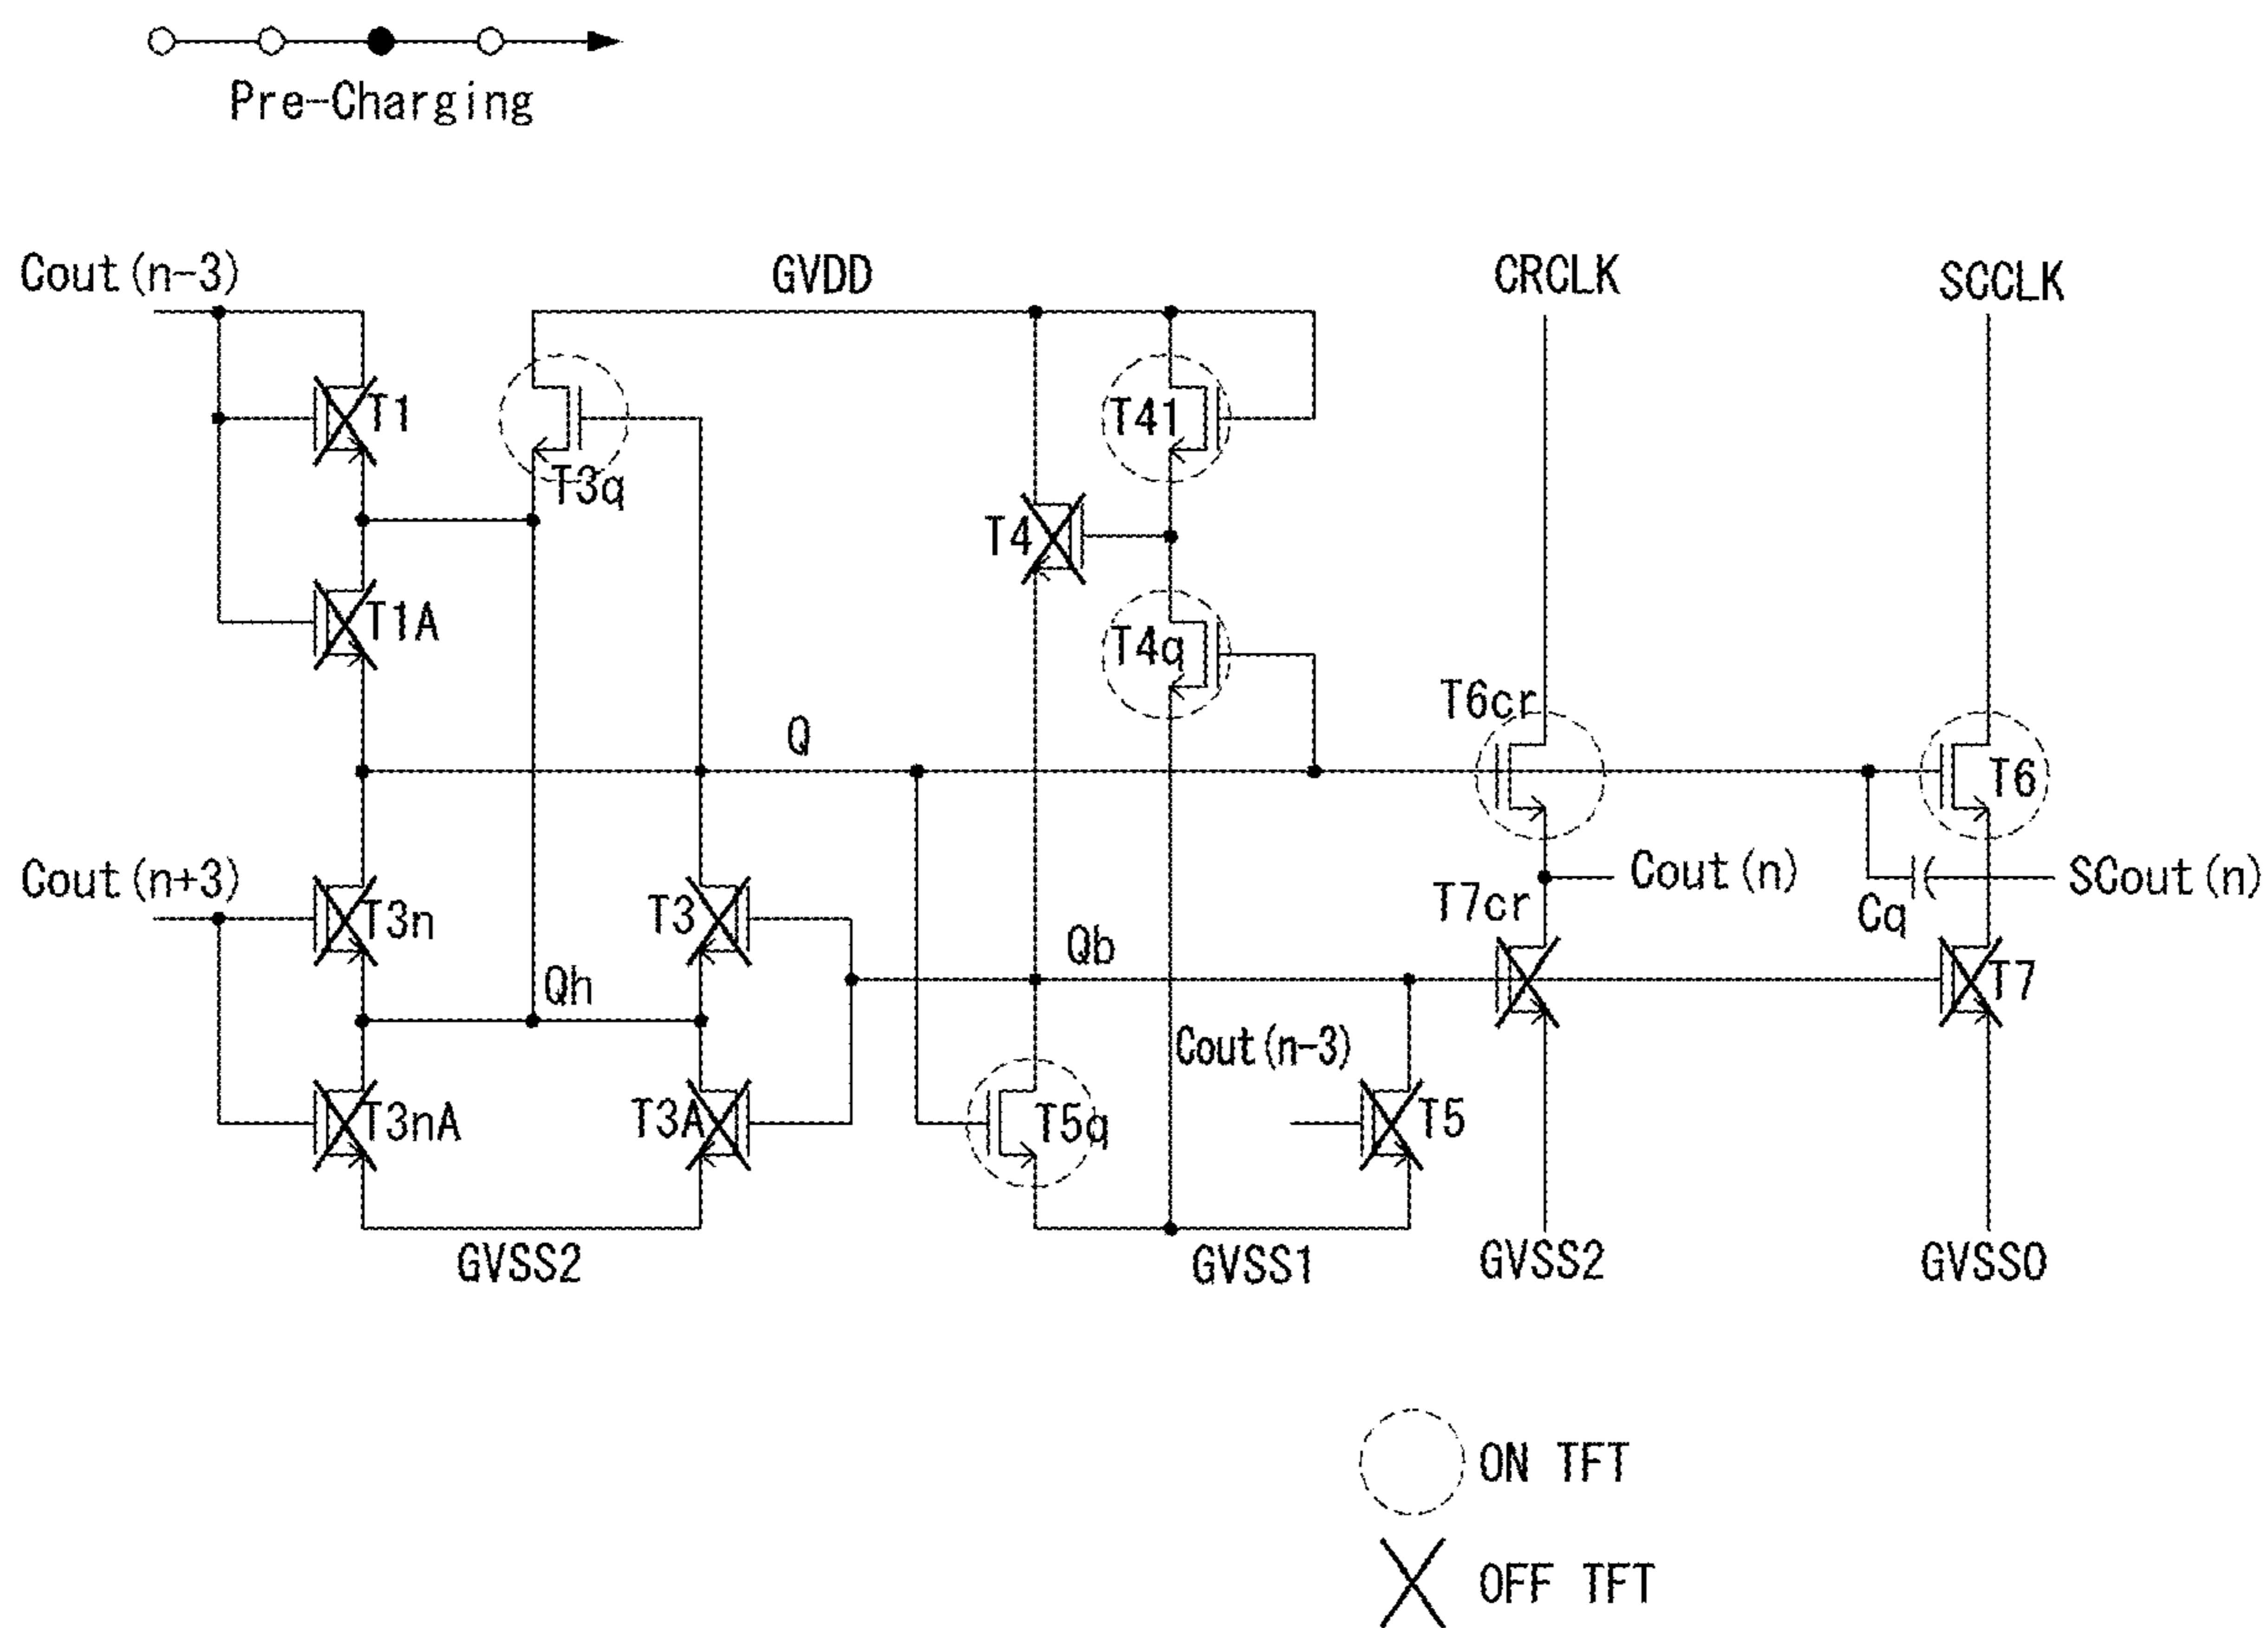 Pre-Charging
Cout(n-3)
GVDD
CRCLK
SCCLK
T1
T41
T3q
T4
T1A
T4q
T6cr
Q
T6
Cout(n+3)
T3n
T3
Cout(n)
SCout(n)
T7cr
Cq
Qb
Qh
T7
Cout(n-3)
T3nA
T3A
T5q
T5
GVSS2
GVSS1
GVSS2
GVSS0
ON TFT
OFF TFT